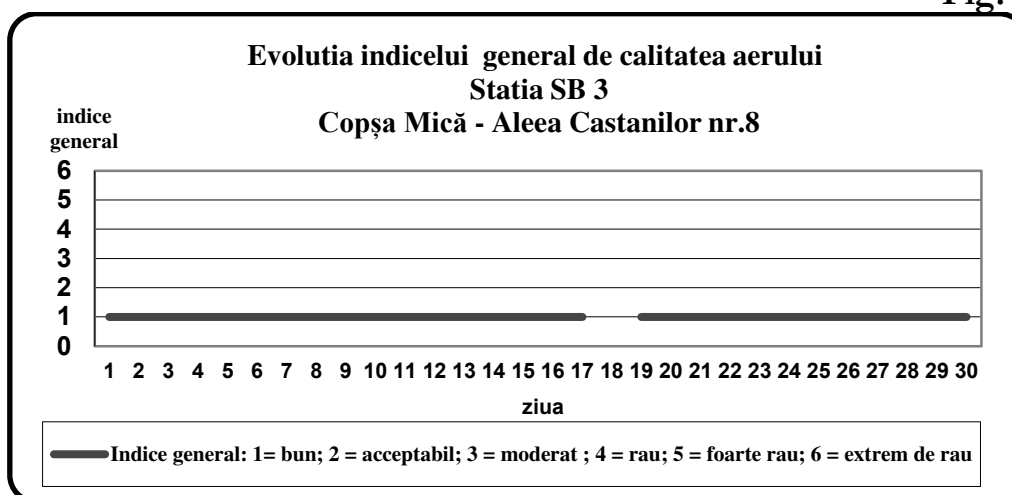 Fig.
Evolutia indicelui general de calitatea aerului
Statia SB 3
Copșa Mică - Aleea Castanilor nr.8
indice
general
6
5
4
3
2
1
0
1 2 3 4 5 6 7 8 9 10 11 12 13 14 15 16 17 18 19 20 21 22 23 24 25 26 27 28 29 30
ziua
Indice general: 1= bun; 2 = acceptabil; 3 = moderat ; 4 = rau; 5 = foarte rau; 6 = extrem de rau